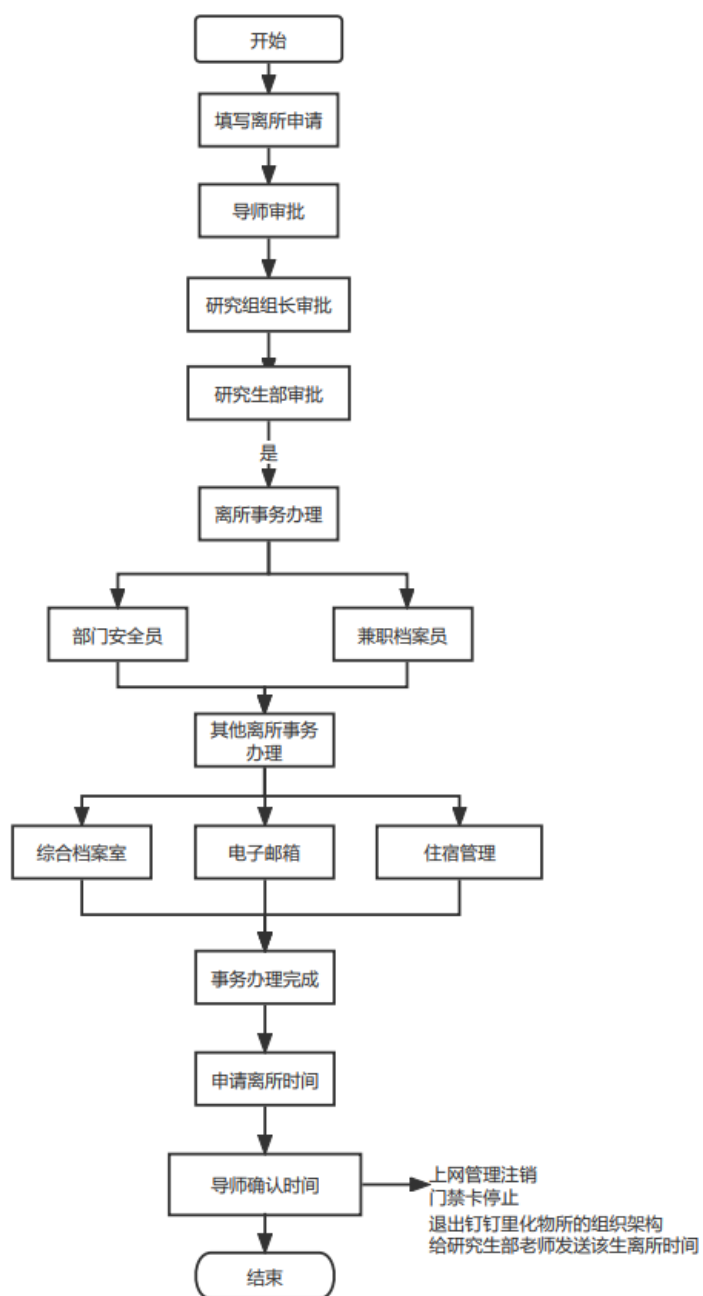 开始
填写离所申请
导师审批
研究组组长审批
研究生部审批
是
离所事务办理
部门安全员
兼职档案员
其他离所事务
办理
综合档案室
电子邮箱
住宿管理
事务办理完成
申请离所时间
导师确认时间
上网管理注销
门禁卡停止
退出钉钉里化物所的组织架构
给研究生部老师发送该生离所时间
结束